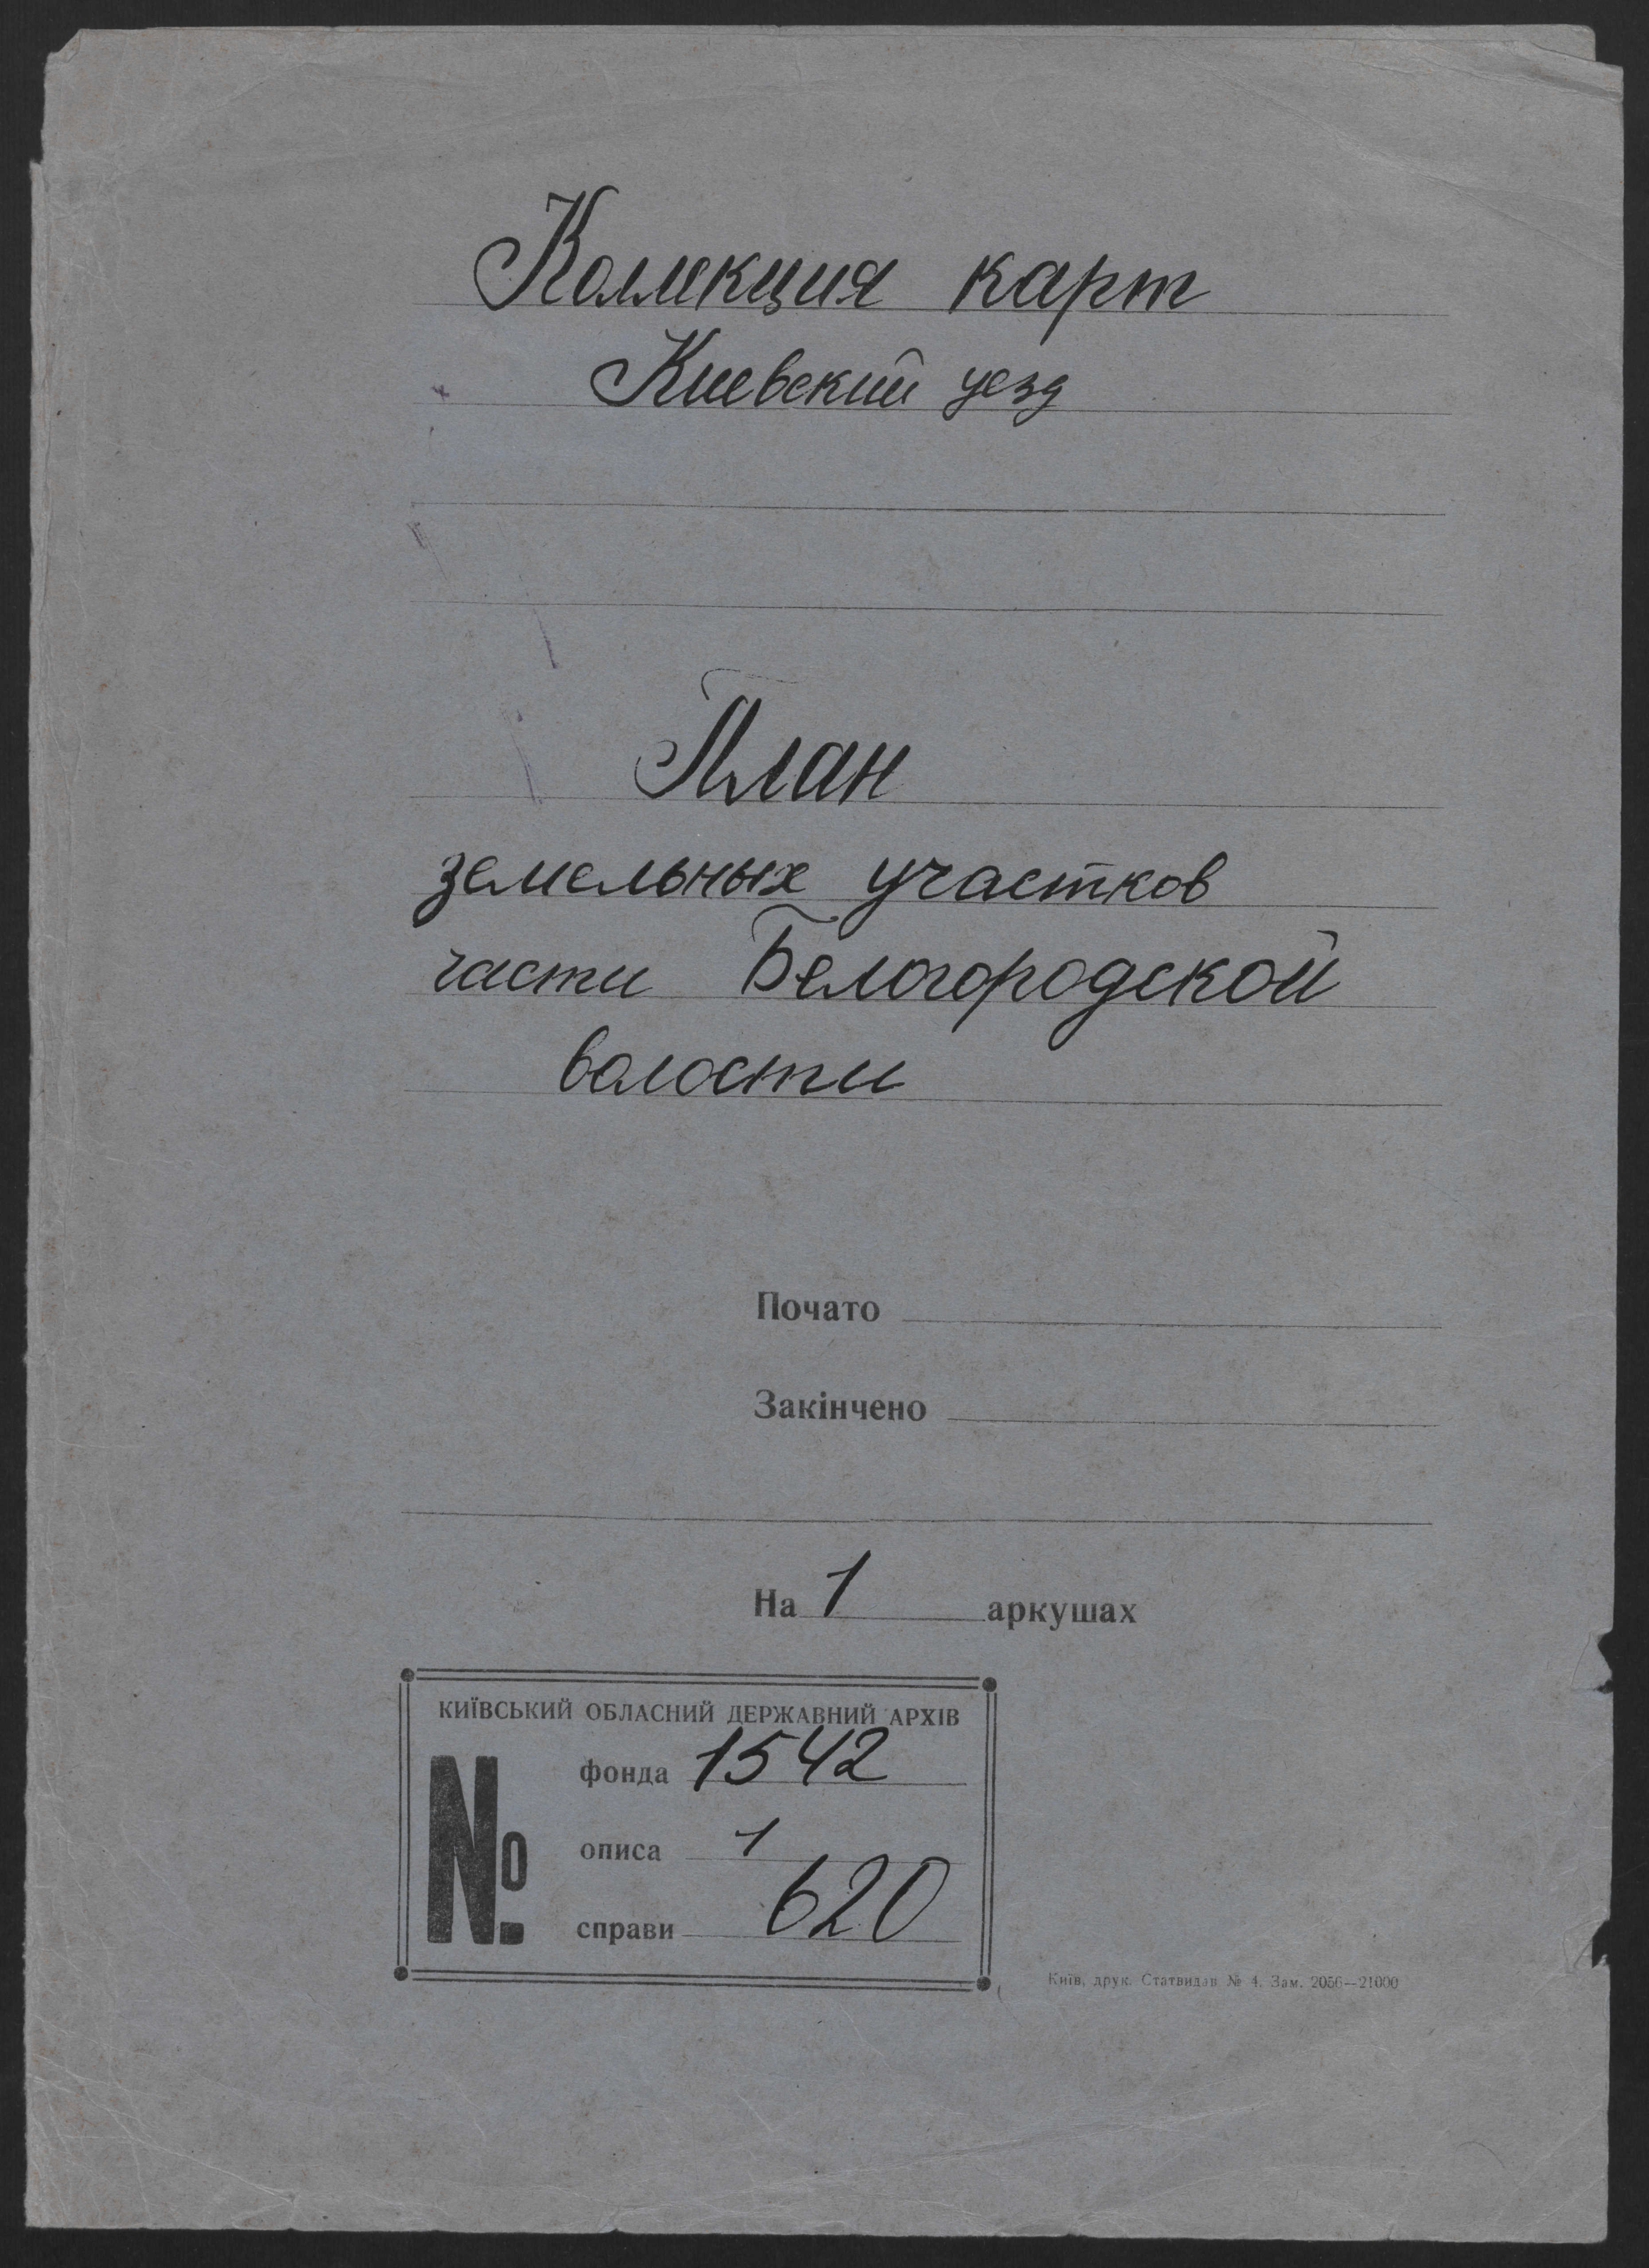 Коллекция карт
Киевский уезд
План
земельных участков
части Белогородской
волости
Почато
Закінчено
На 1 аркушах
КИЇВСЬКИЙ ОБЛАСНИЙ ДЕРЖАВНИЙ АРХІВ
№
фонда 1542
описа 1
справи 620
Київ, друк. Статвидав № 4. Зам. 2056—21000